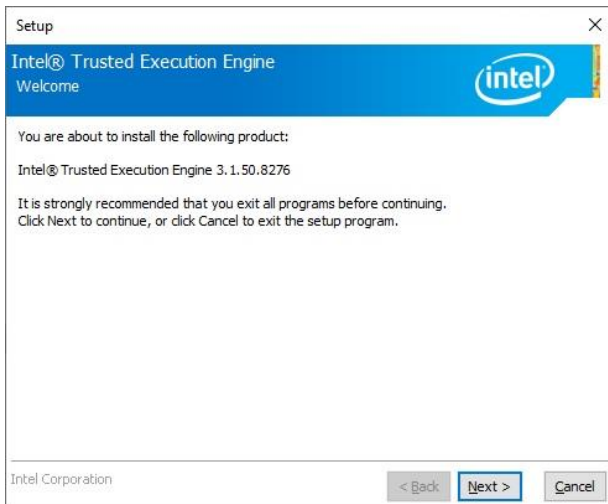 Setup
Intel® Trusted Execution Engine
Welcome
intel
You are about to install the following product:
Intel® Trusted Execution Engine 3.1.50.8276
It is strongly recommended that you exit all programs before continuing.
Click Next to continue, or click Cancel to exit the setup program.
Intel Corporation
< Back
Next >
Cancel